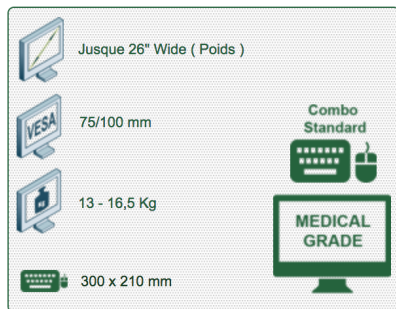 Jusque 26" Wide ( Poids )
VESA
75/100 mm
KG
13 - 16,5 Kg
300 x 210 mm
Combo
Standard
MEDICAL
GRADE